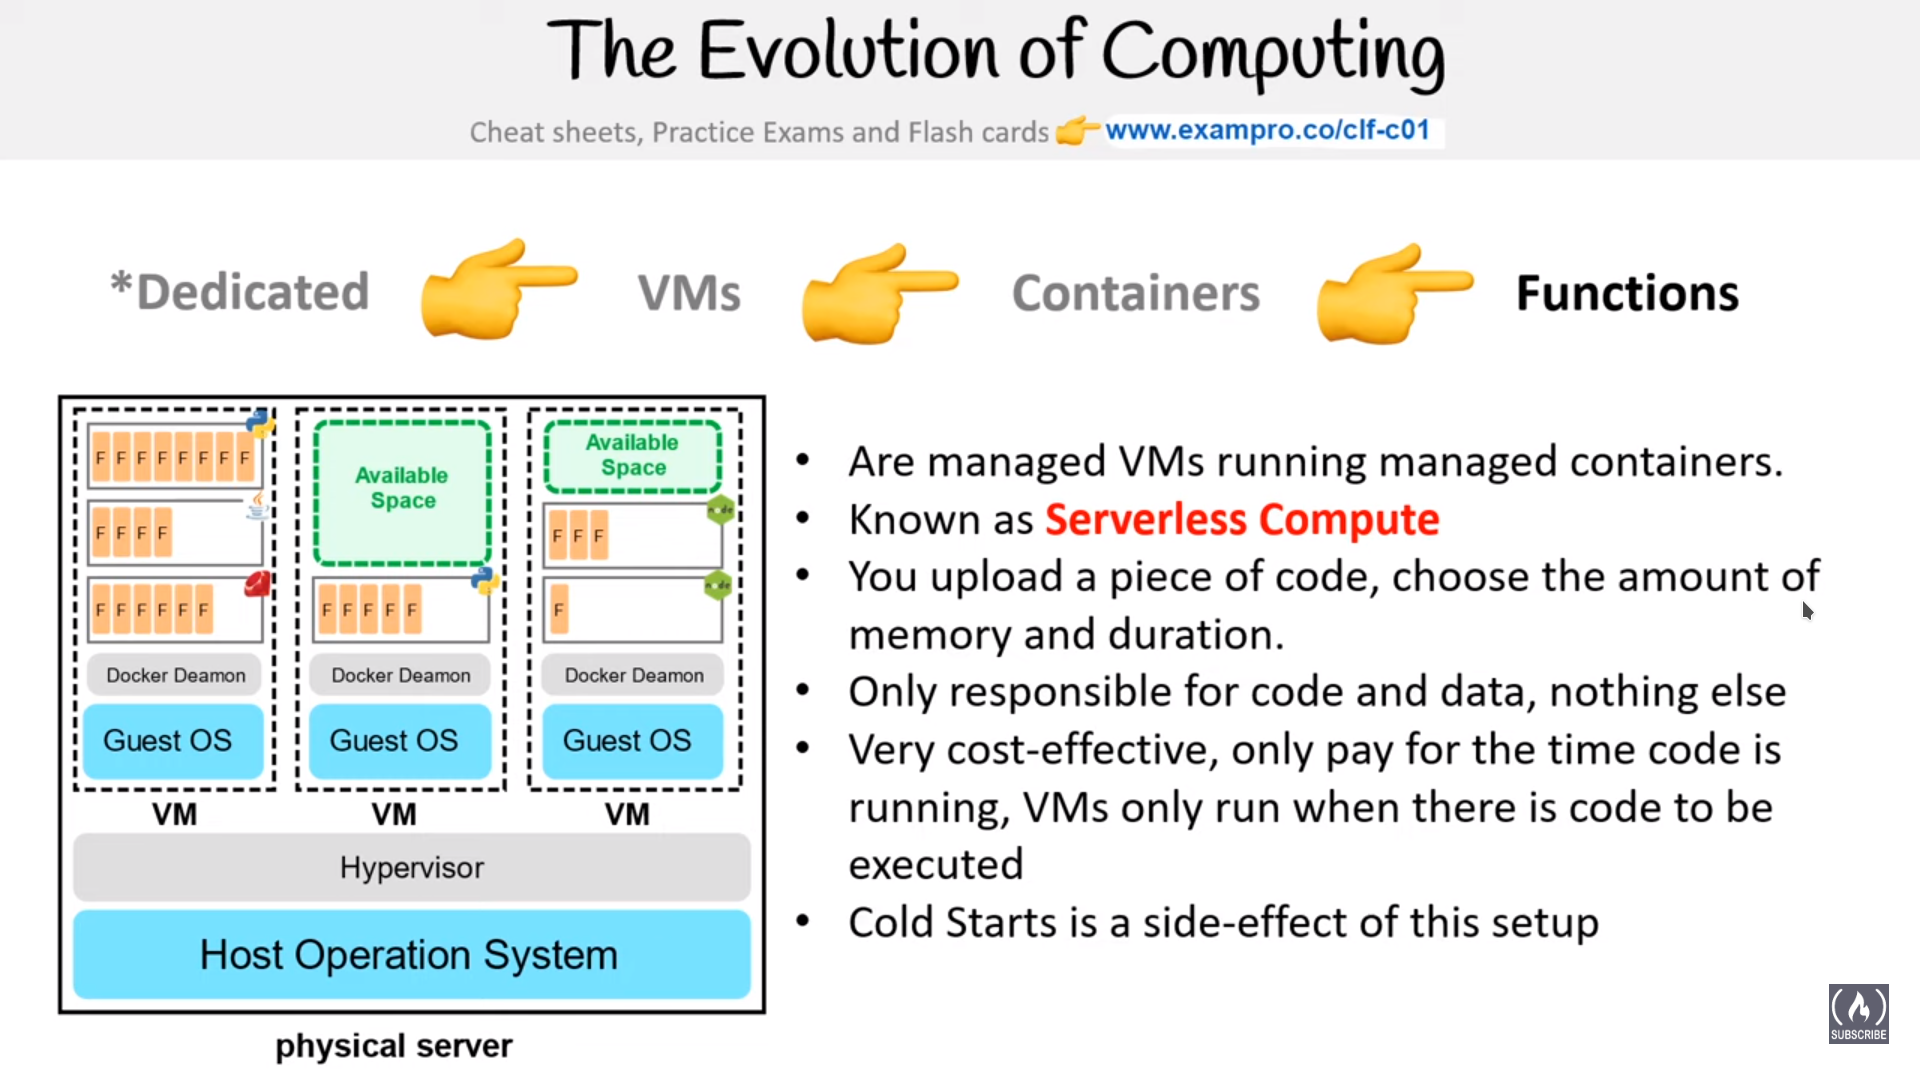 The Evolution of Computing
Cheat sheets, Practice Exams and Flash cards www.exampro.co/clf-c01
*Dedicated VMs Containers Functions
F F F F F F F F
F F F F
F F F F F F
Docker Deamon
Guest OS
VM
Available
Space
F F F F F
Docker Deamon
Guest OS
VM
Available
Space
node
F F F
node
F
Docker Deamon
Guest OS
VM
Hypervisor
Host Operation System
physical server
• Are managed VMs running managed containers.
• Known as Serverless Compute
• You upload a piece of code, choose the amount of
memory and duration.
• Only responsible for code and data, nothing else
• Very cost-effective, only pay for the time code is
running, VMs only run when there is code to be
executed
• Cold Starts is a side-effect of this setup
SUBSCRIBE